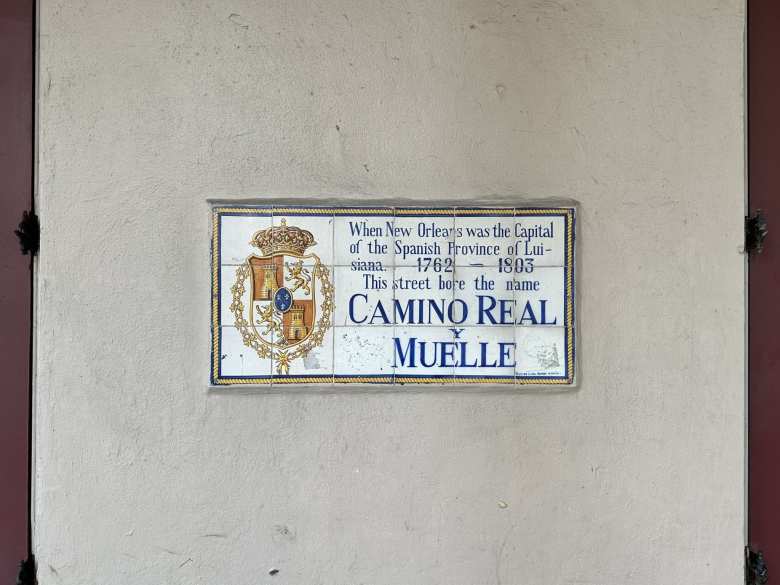 When New Orleans was the Capital
of the Spanish Province of Lui-
siana. 1762 — 1803
This street bore the name
CAMINO REAL
Y
MUELLE